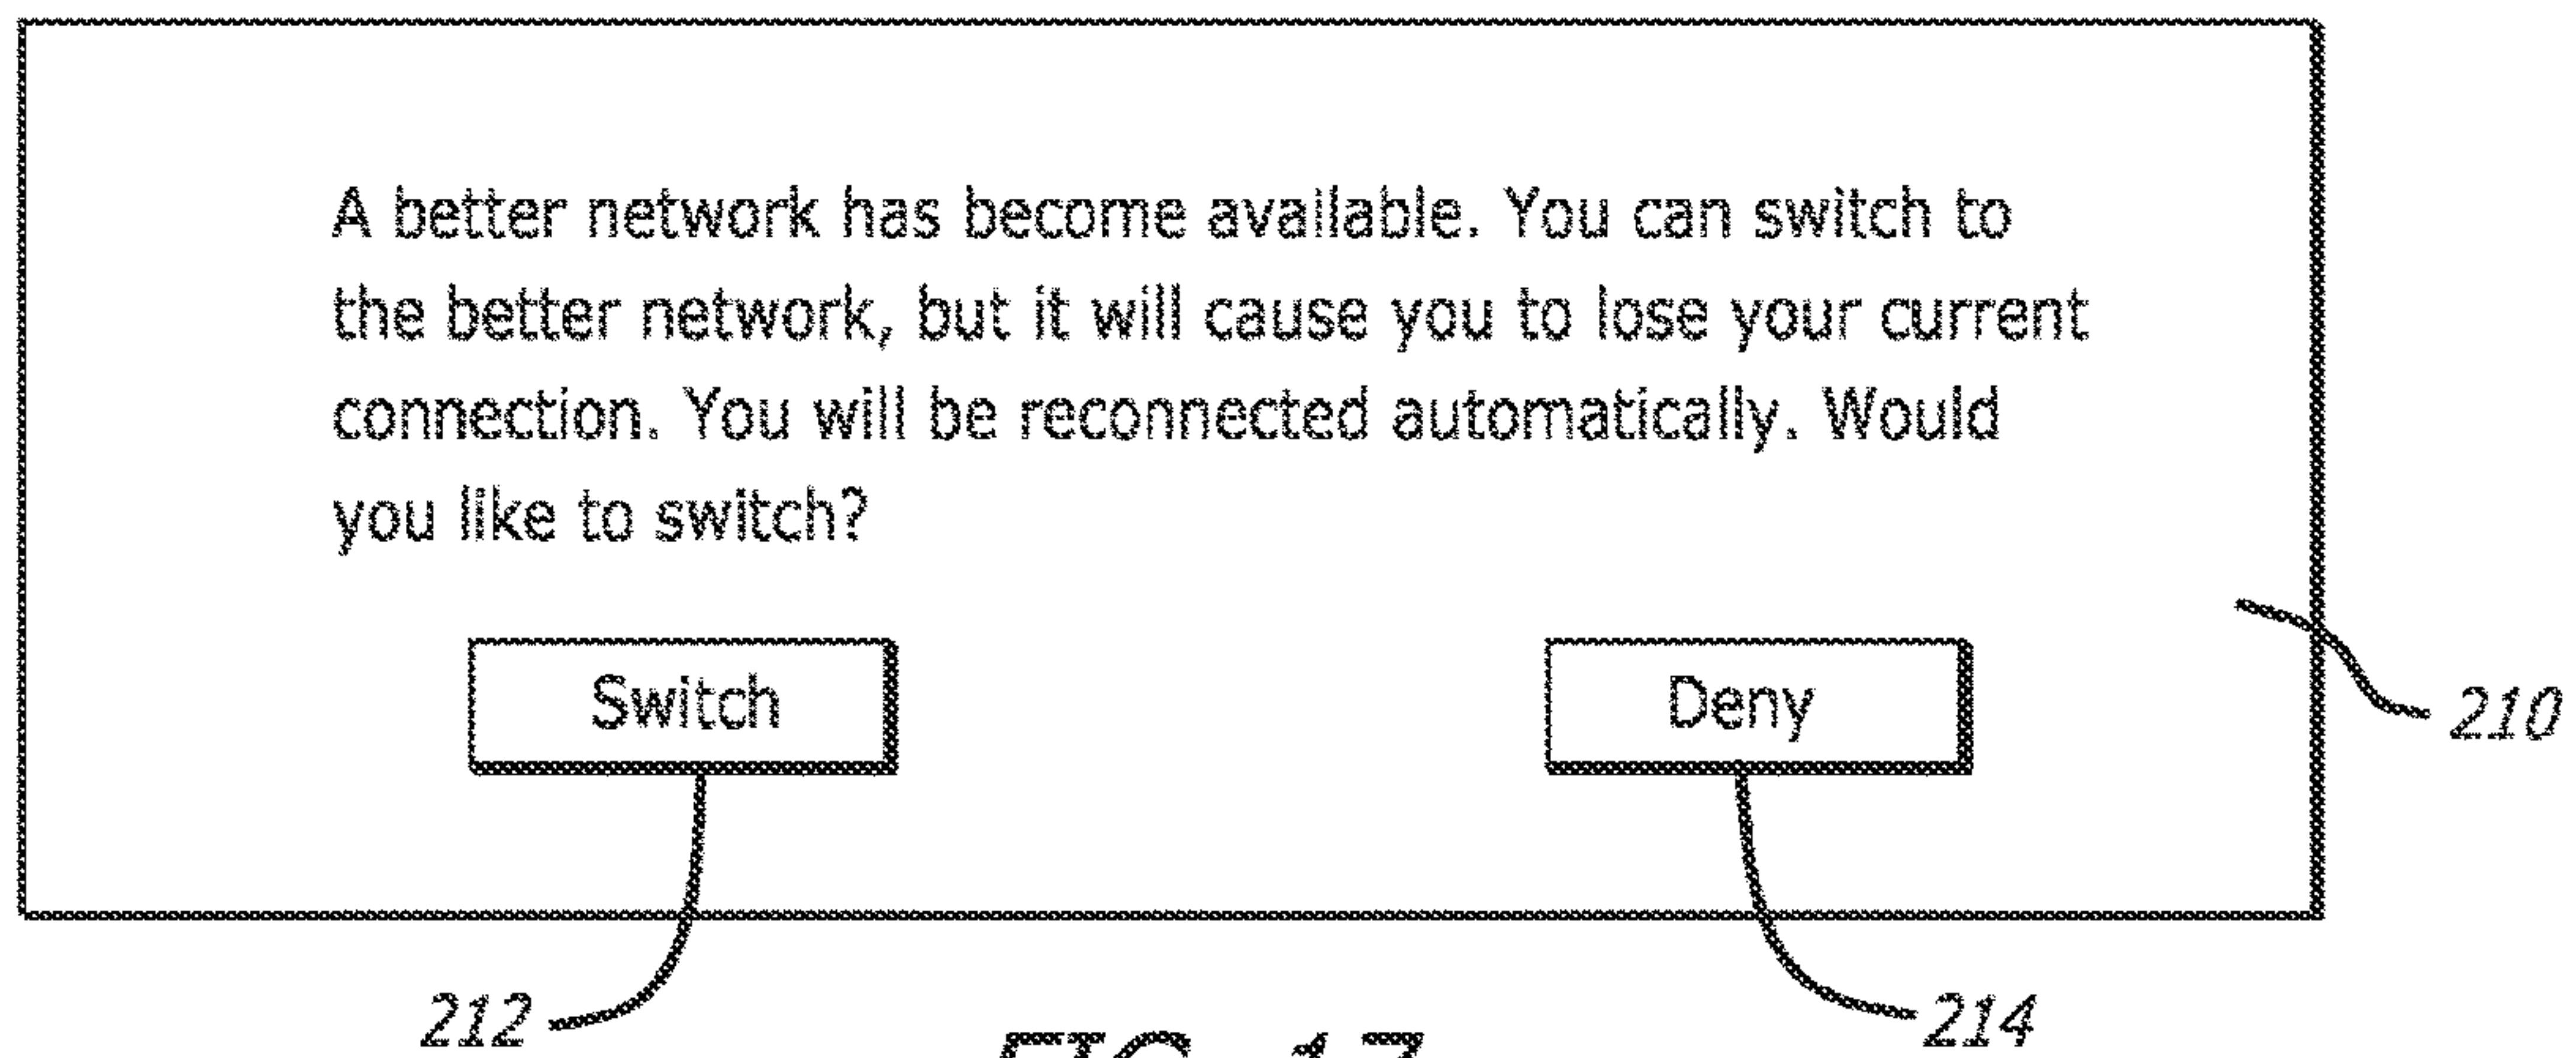 A better network has become available. You can switch to
the better network, but it will cause you to lose your current
connection. You will be reconnected automatically. Would
you like to switch?
Switch
Deny
210
212
214